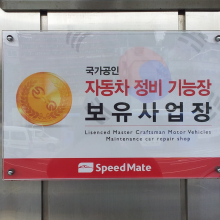 국가공인
자동차 정비 기능장
보유사업장
Lisensed Master Craftsman Motor Vehicles
Maintenance car repair shop
SpeedMate